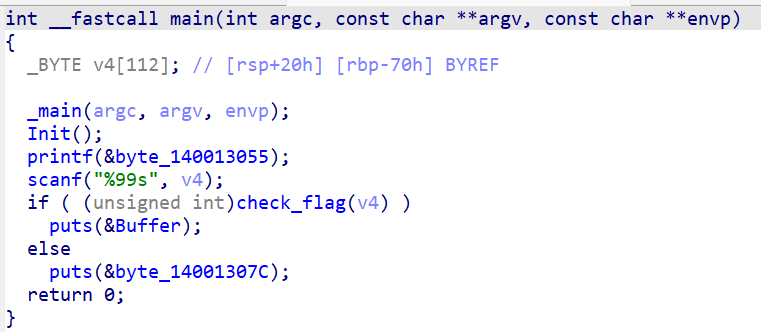 int __fastcall main(int argc, const char **argv, const char **envp)
{
  _BYTE v4[112]; // [rsp+20h] [rbp-70h] BYREF

  _main(argc, argv, envp);
  Init();
  printf(&byte_140013055);
  scanf("%99s", v4);
  if ( (unsigned int)check_flag(v4) )
    puts(&Buffer);
  else
    puts(&byte_14001307C);
  return 0;
}